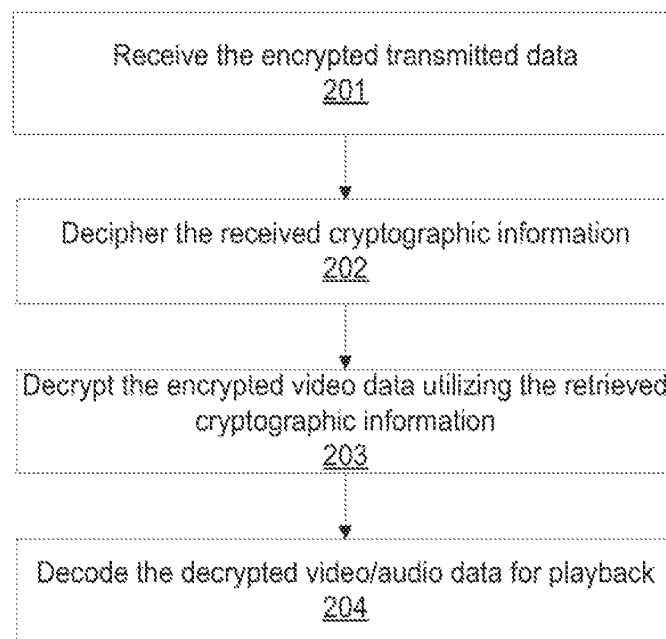 Receive the encrypted transmitted data
201
Decipher the received cryptographic information
202
Decrypt the encrypted video data utilizing the retrieved
cryptographic information
203
Decode the decrypted video/audio data for playback
204